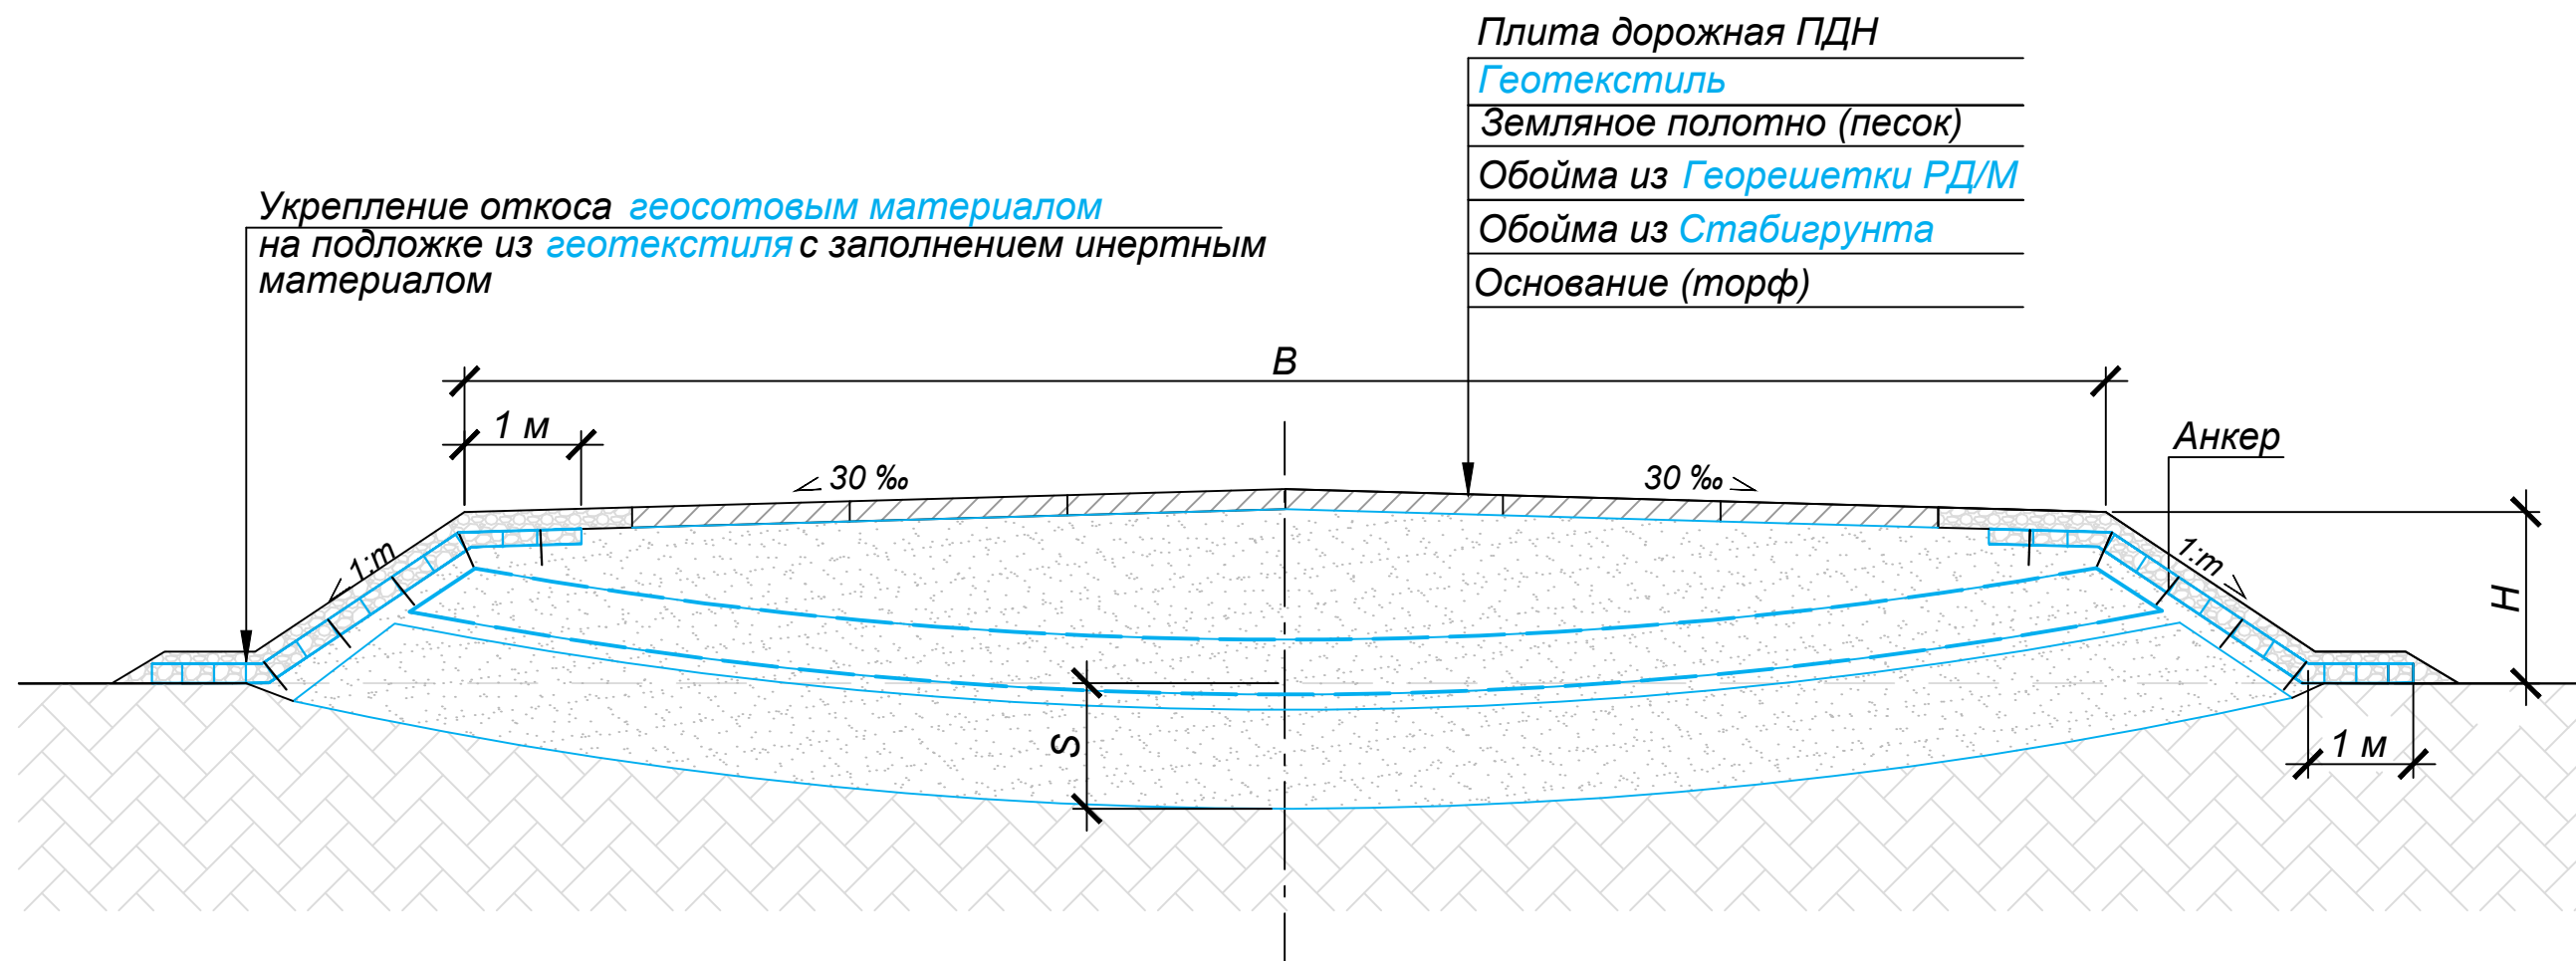 Плита дорожная ПДН
Геотекстиль
Земляное полотно (песок)
Обойма из Георешетки РД/М
Обойма из Стабигрунта
Основание (торф)
Укрепление откоса геосотовым материалом
на подложке из геотекстиля с заполнением инертным
материалом
В
1 м
Анкер
30 ‰
30 ‰
1:m
1:m
Н
S
1 м